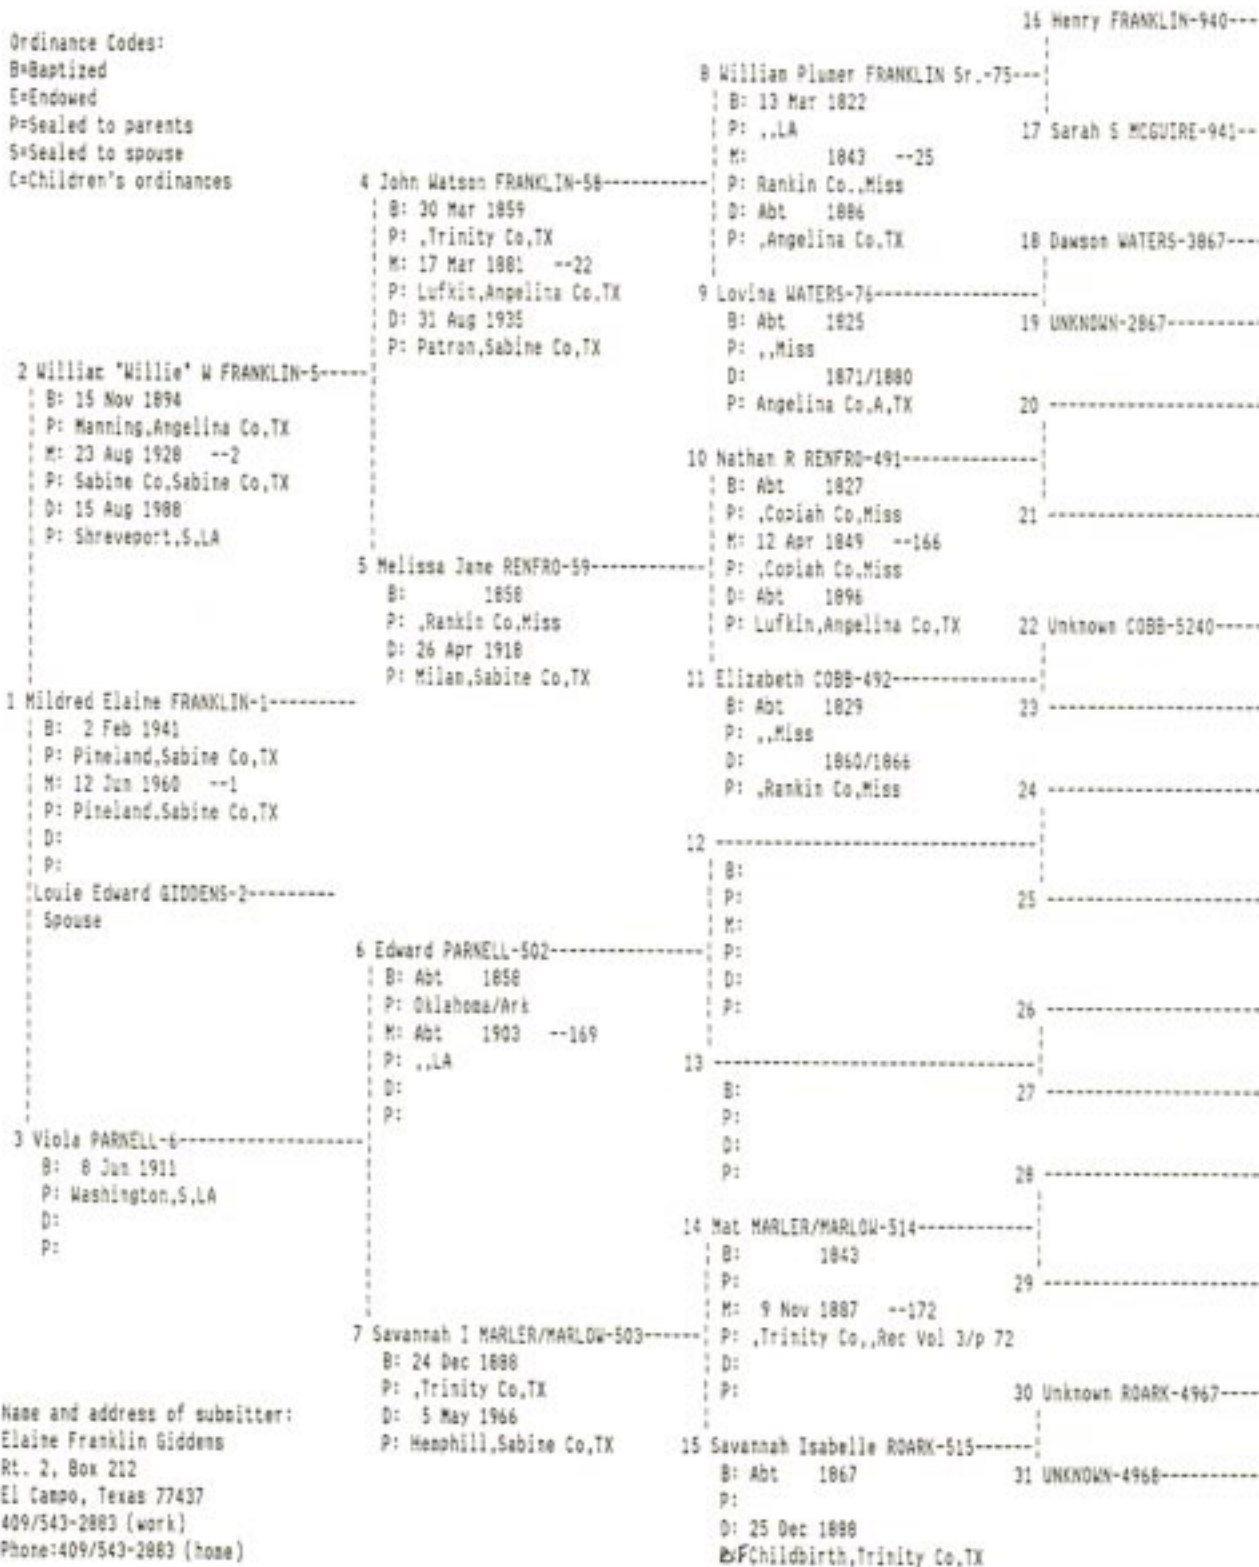 Ordinance Codes:
B=Baptized
E=Endowed
P=Sealed to parents
S=Sealed to spouse
C=Children's ordinances
1 Mildred Elaine FRANKLIN-1
B: 2 Feb 1941
P: Pineland,Sabine Co,TX
M: 12 Jun 1960 --1
P: Pineland,Sabine Co,TX
D:
P:
Louie Edward GIDDENS-2
Spouse
2 William "Willie" W FRANKLIN-5
B: 15 Nov 1894
P: Manning,Angelina Co,TX
M: 23 Aug 1928 --2
P: Sabine Co,Sabine Co,TX
D: 15 Aug 1988
P: Shreveport,S,LA
3 Viola PARNELL-6
B: 8 Jun 1911
P: Washington,S,LA
D:
P:
4 John Watson FRANKLIN-58
B: 30 Mar 1859
P: ,Trinity Co,TX
M: 17 Mar 1881 --22
P: Lufkin,Angelina Co,TX
D: 31 Aug 1935
P: Patron,Sabine Co,TX
5 Melissa Jane RENFRO-59
B: 1858
P: ,Rankin Co,Miss
D: 26 Apr 1918
P: Milam,Sabine Co,TX
6 Edward PARNELL-502
B: Abt 1858
P: Oklahoma/Ark
M: Abt 1903 --169
P: ,,LA
D:
P:
7 Savannah I MARLER/MARLOW-503
B: 24 Dec 1888
P: ,Trinity Co,TX
D: 5 May 1966
P: Hemphill,Sabine Co,TX
8 William Plumer FRANKLIN Sr.-75
B: 13 Mar 1822
P: ,,LA
M: 1843 --25
P: Rankin Co.,Miss
D: Abt 1886
P: ,Angelina Co,TX
9 Lovina WATERS-76
B: Abt 1825
P: ,,Miss
D: 1871/1880
P: Angelina Co,A,TX
10 Nathan R RENFRO-491
B: Abt 1827
P: ,Copiah Co,Miss
M: 12 Apr 1849 --166
P: ,Copiah Co,Miss
D: Abt 1896
P: Lufkin,Angelina Co,TX
11 Elizabeth COBB-492
B: Abt 1829
P: ,,Miss
D: 1860/1866
P: ,Rankin Co,Miss
12
B:
P:
M:
P:
D:
P:
13
B:
P:
D:
P:
14 Mat MARLER/MARLOW-514
B: 1843
P:
M: 9 Nov 1887 --172
P: ,Trinity Co,,Rec Vol 3/p 72
D:
P:
15 Savannah Isabelle ROARK-515
B: Abt 1867
P:
D: 25 Dec 1888
Childbirth,Trinity Co,TX
16 Henry FRANKLIN-940
17 Sarah S MCGUIRE-941
18 Dawson WATERS-3867
19 UNKNOWN-2867
20
21
22 Unknown COBB-5240
23
24
25
26
27
28
29
30 Unknown ROARK-4967
31 UNKNOWN-4968
Name and address of submitter:
Elaine Franklin Giddens
Rt. 2, Box 212
El Campo, Texas 77437
409/543-2883 (work)
Phone:409/543-2883 (home)